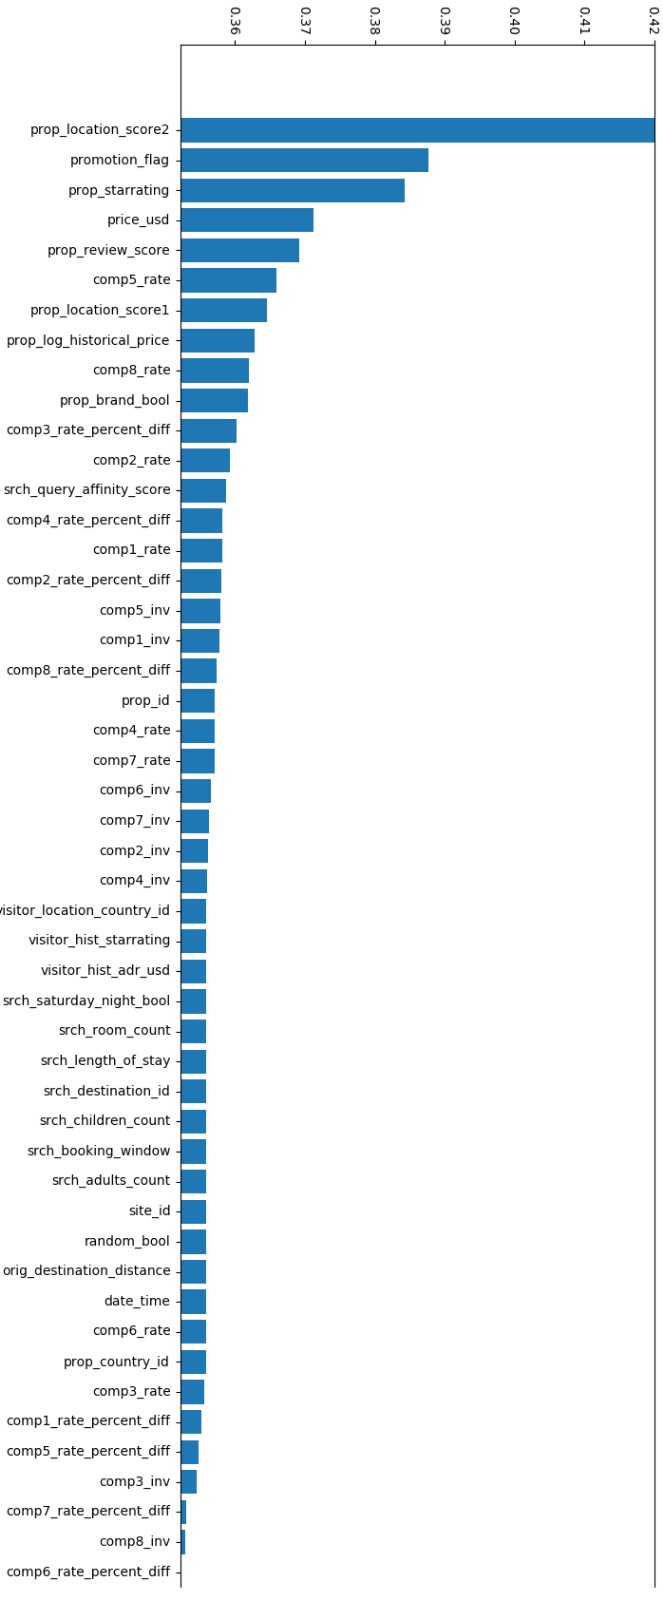 0.36 0.37 0.38 0.39 0.40 0.41 0.42
prop_location_score2
promotion_flag
prop_starrating
price_usd
prop_review_score
comp5_rate
prop_location_score1
prop_log_historical_price
comp8_rate
prop_brand_bool
comp3_rate_percent_diff
comp2_rate
srch_query_affinity_score
comp4_rate_percent_diff
comp1_rate
comp2_rate_percent_diff
comp5_inv
comp1_inv
comp8_rate_percent_diff
prop_id
comp4_rate
comp7_rate
comp6_inv
comp7_inv
comp2_inv
comp4_inv
visitor_location_country_id
visitor_hist_starrating
visitor_hist_adr_usd
srch_saturday_night_bool
srch_room_count
srch_length_of_stay
srch_destination_id
srch_children_count
srch_booking_window
srch_adults_count
site_id
random_bool
orig_destination_distance
date_time
comp6_rate
prop_country_id
comp3_rate
comp1_rate_percent_diff
comp5_rate_percent_diff
comp3_inv
comp7_rate_percent_diff
comp8_inv
comp6_rate_percent_diff